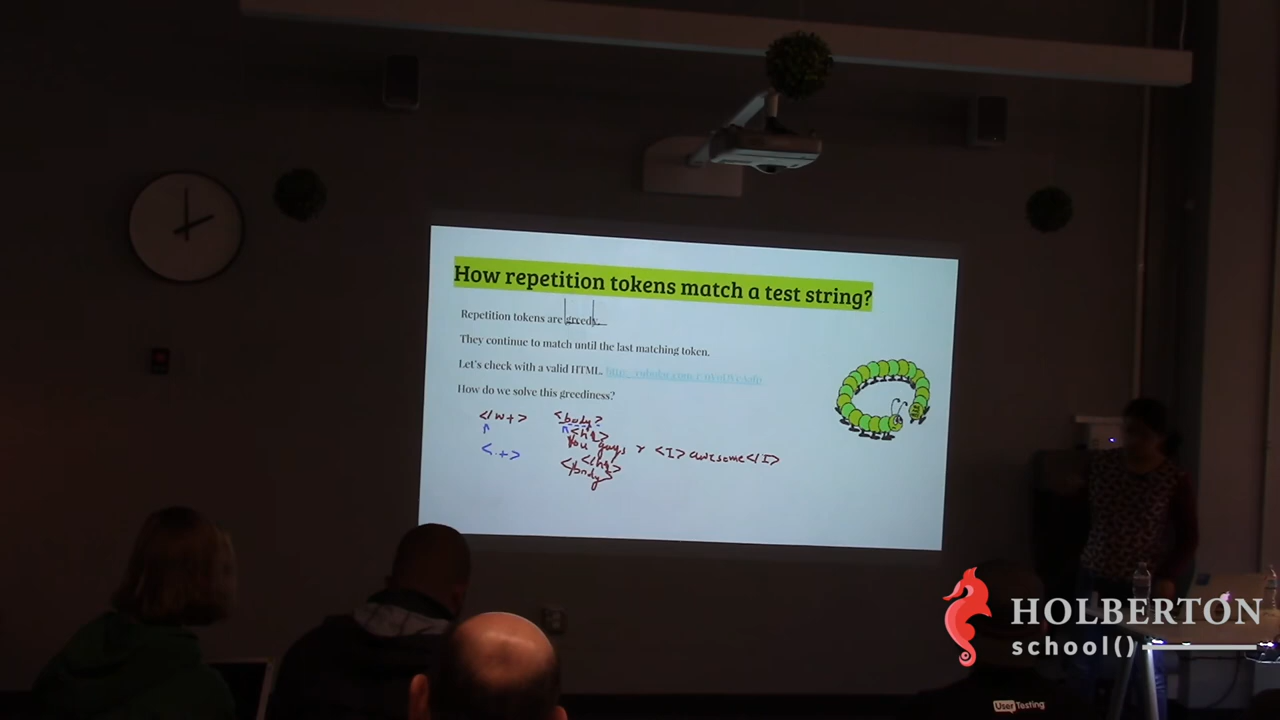 How repetition tokens match a test string?
Repetition tokens are greedy.
They continue to match until the last matching token.
Let's check with a valid HTML.
How do we solve this greediness?
<\w+> <body>
<h1>
<.+> You guys r <I> awesome </I>
</h1>
</body>
HOLBERTON
school()
UserTesting